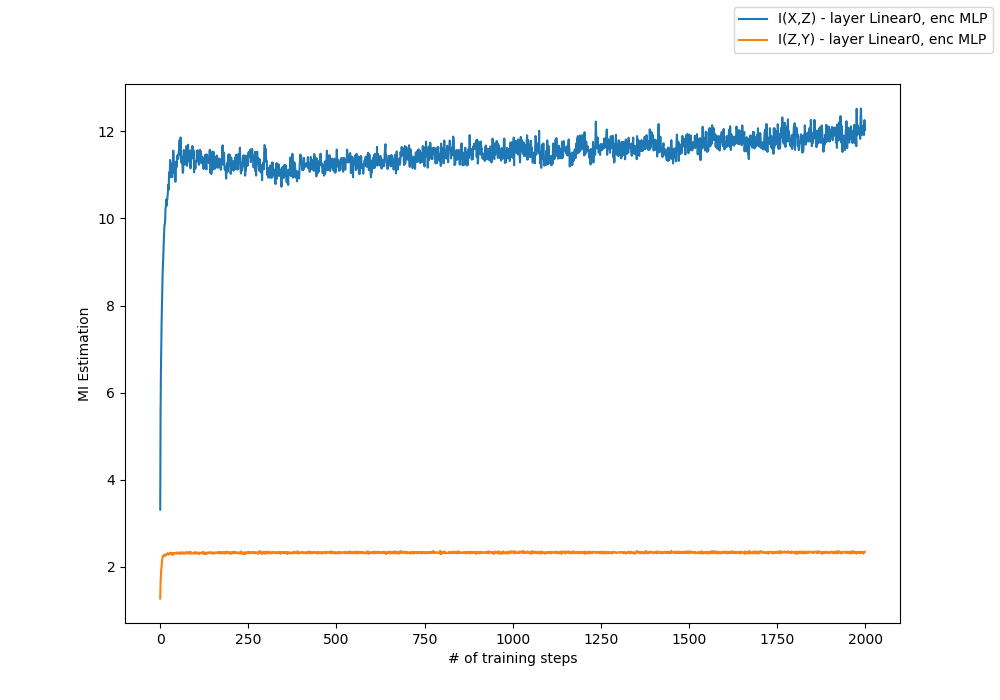 I(X,Z) - layer Linear0, enc MLP
I(Z,Y) - layer Linear0, enc MLP
12
10
8
6
4
2
MI Estimation
0 250 500 750 1000 1250 1500 1750 2000
# of training steps